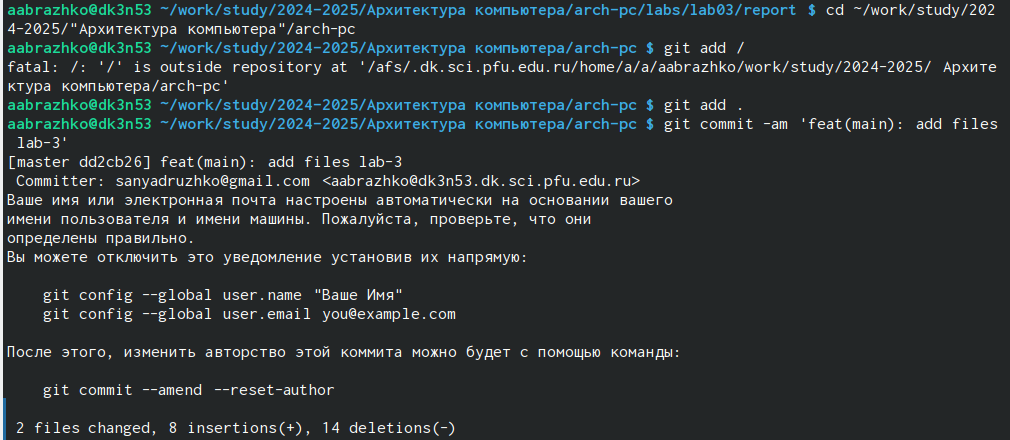 aabrazhko@dk3n53 ~/work/study/2024-2025/Архитектура компьютера/arch-pc/labs/lab03/report $ cd ~/work/study/202
4-2025/"Архитектура компьютера"/arch-pc
aabrazhko@dk3n53 ~/work/study/2024-2025/Архитектура компьютера/arch-pc $ git add /
fatal: /: '/' is outside repository at '/afs/.dk.sci.pfu.edu.ru/home/a/a/aabrazhko/work/study/2024-2025/ Архите
ктура компьютера/arch-pc'
aabrazhko@dk3n53 ~/work/study/2024-2025/Архитектура компьютера/arch-pc $ git add .
aabrazhko@dk3n53 ~/work/study/2024-2025/Архитектура компьютера/arch-pc $ git commit -am 'feat(main): add files
 lab-3'
[master dd2cb26] feat(main): add files lab-3
 Committer: sanyadruzhko@gmail.com <aabrazhko@dk3n53.dk.sci.pfu.edu.ru>
Ваше имя или электронная почта настроены автоматически на основании вашего
имени пользователя и имени машины. Пожалуйста, проверьте, что они
определены правильно.
Вы можете отключить это уведомление установив их напрямую:
    git config --global user.name "Ваше Имя"
    git config --global user.email you@example.com
После этого, изменить авторство этой коммита можно будет с помощью команды:
    git commit --amend --reset-author
 2 files changed, 8 insertions(+), 14 deletions(-)